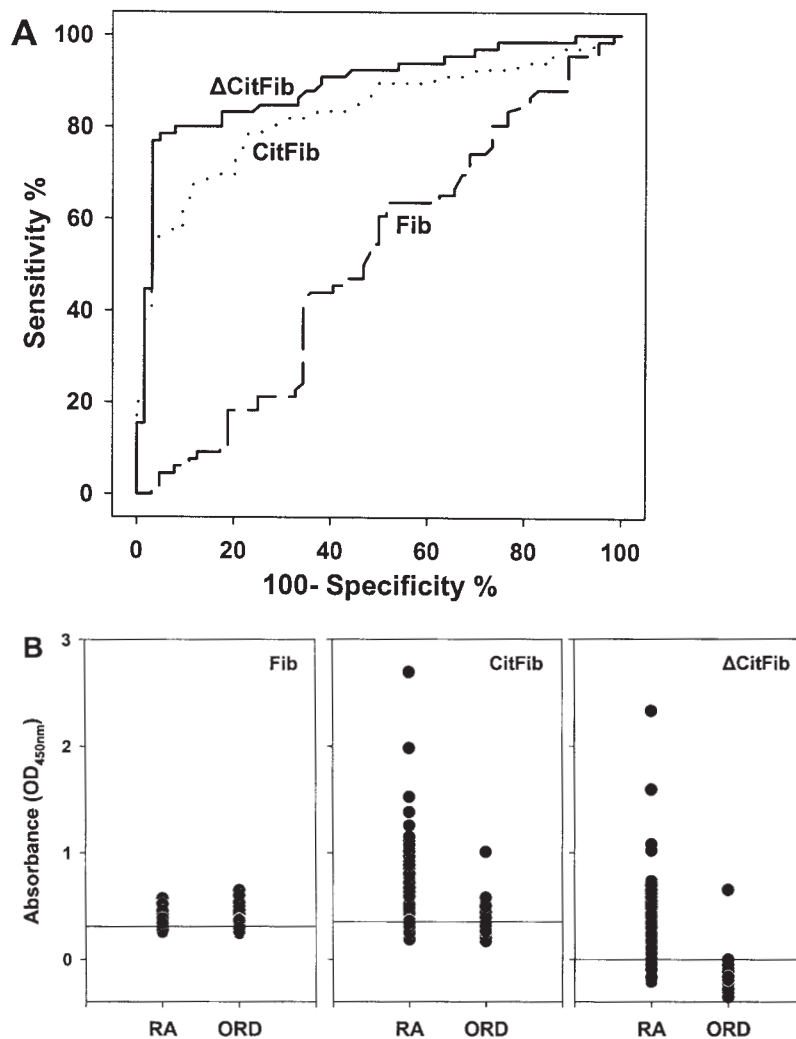 A
100
80
60
40
20
0
Sensitivity %
ΔCitFib
CitFib
Fib
0 20 40 60 80 100
100- Specificity %
B
3
2
1
0
Absorbance (OD450nm)
Fib
CitFib
ΔCitFib
RA ORD RA ORD RA ORD